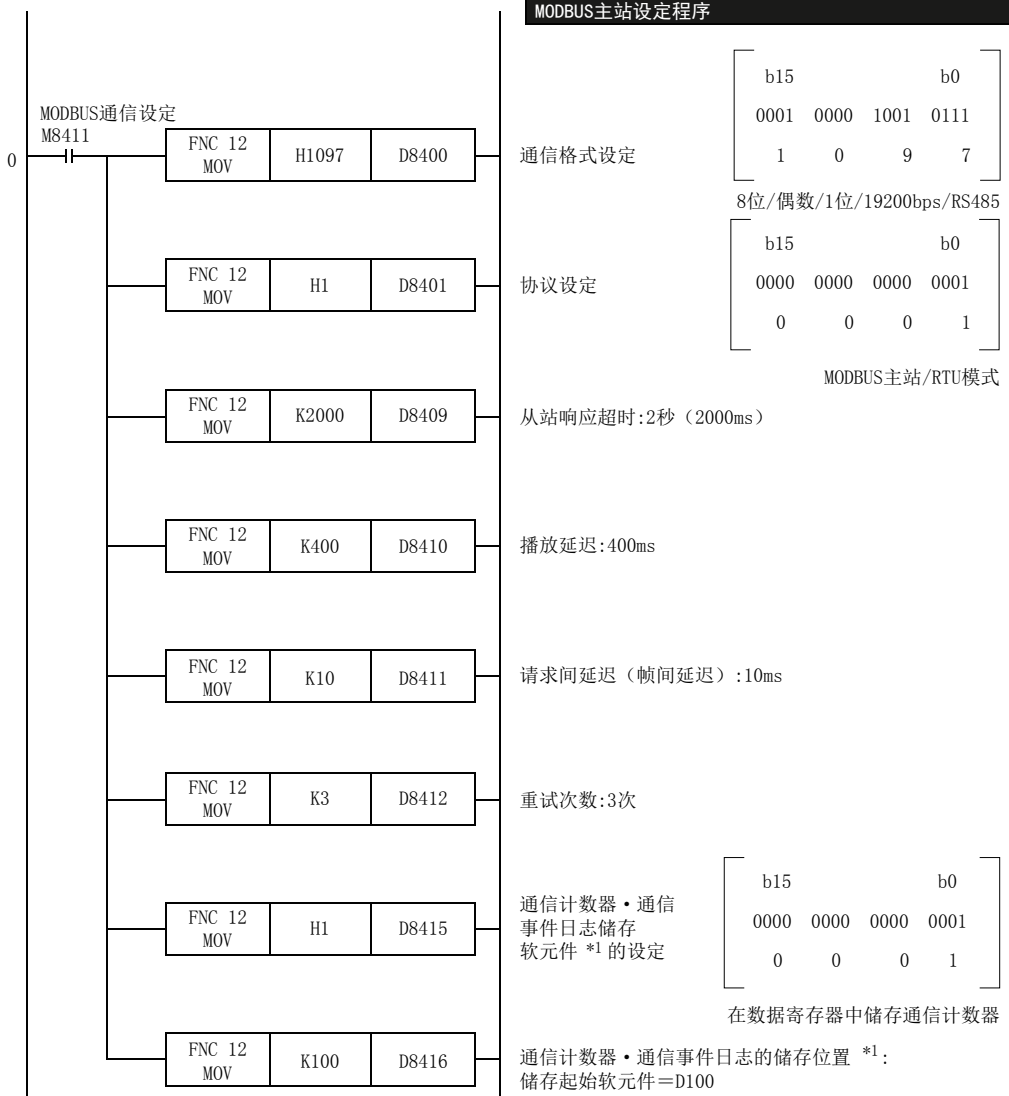 MODBUS主站设定程序
b15 b0
0001 0000 1001 0111
1 0 9 7
8位/偶数/1位/19200bps/RS485
MODBUS通信设定
M8411
0
FNC 12
MOV
H1097
D8400
通信格式设定
b15 b0
0000 0000 0000 0001
0 0 0 1
MODBUS主站/RTU模式
FNC 12
MOV
H1
D8401
协议设定
FNC 12
MOV
K2000
D8409
从站响应超时:2秒（2000ms）
FNC 12
MOV
K400
D8410
播放延迟:400ms
FNC 12
MOV
K10
D8411
请求间延迟（帧间延迟）:10ms
FNC 12
MOV
K3
D8412
重试次数:3次
FNC 12
MOV
H1
D8415
通信计数器·通信
事件日志储存
软元件 *1 的设定
b15 b0
0000 0000 0000 0001
0 0 0 1
在数据寄存器中储存通信计数器
FNC 12
MOV
K100
D8416
通信计数器·通信事件日志的储存位置 *1:
储存起始软元件＝D100